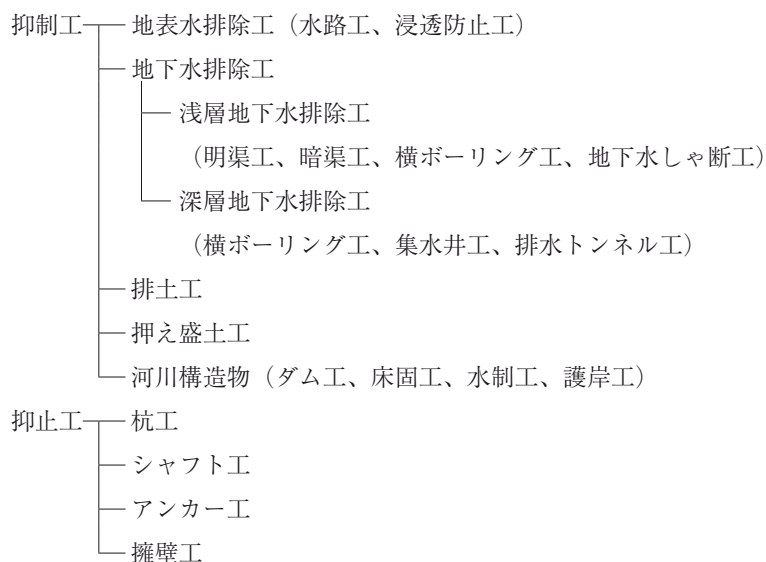 抑制工 地表水排除工（水路工、浸透防止工）
地下水排除工
浅層地下水排除工
（明渠工、暗渠工、横ボーリング工、地下水しゃ断工）
深層地下水排除工
（横ボーリング工、集水井工、排水トンネル工）
排土工
押え盛土工
河川構造物（ダム工、床固工、水制工、護岸工）
抑止工 杭工
シャフト工
アンカー工
擁壁工